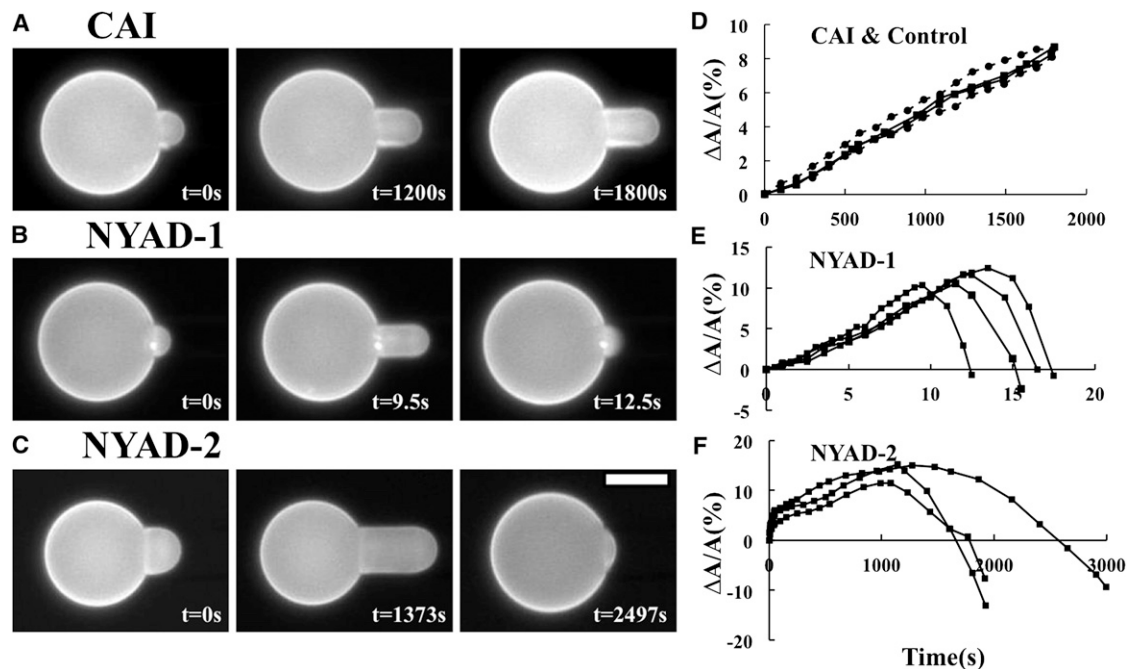 A CAI
t=0s t=1200s t=1800s
B NYAD-1
t=0s t=9.5s t=12.5s
C NYAD-2
t=0s t=1373s t=2497s
D
CAI & Control
ΔA/A(%)
10
8
6
4
2
0
0 500 1000 1500 2000
E
NYAD-1
ΔA/A(%)
15
10
5
0
-5
0 5 10 15 20
F
NYAD-2
ΔA/A(%)
20
10
0
-10
-20
0 1000 2000 3000
Time(s)